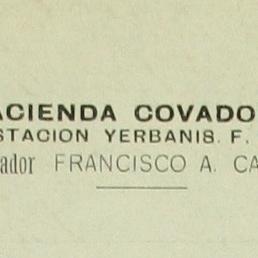 ACIENDA COVADO
STACION YERBANIS. F.
ador FRANCISCO A. CA